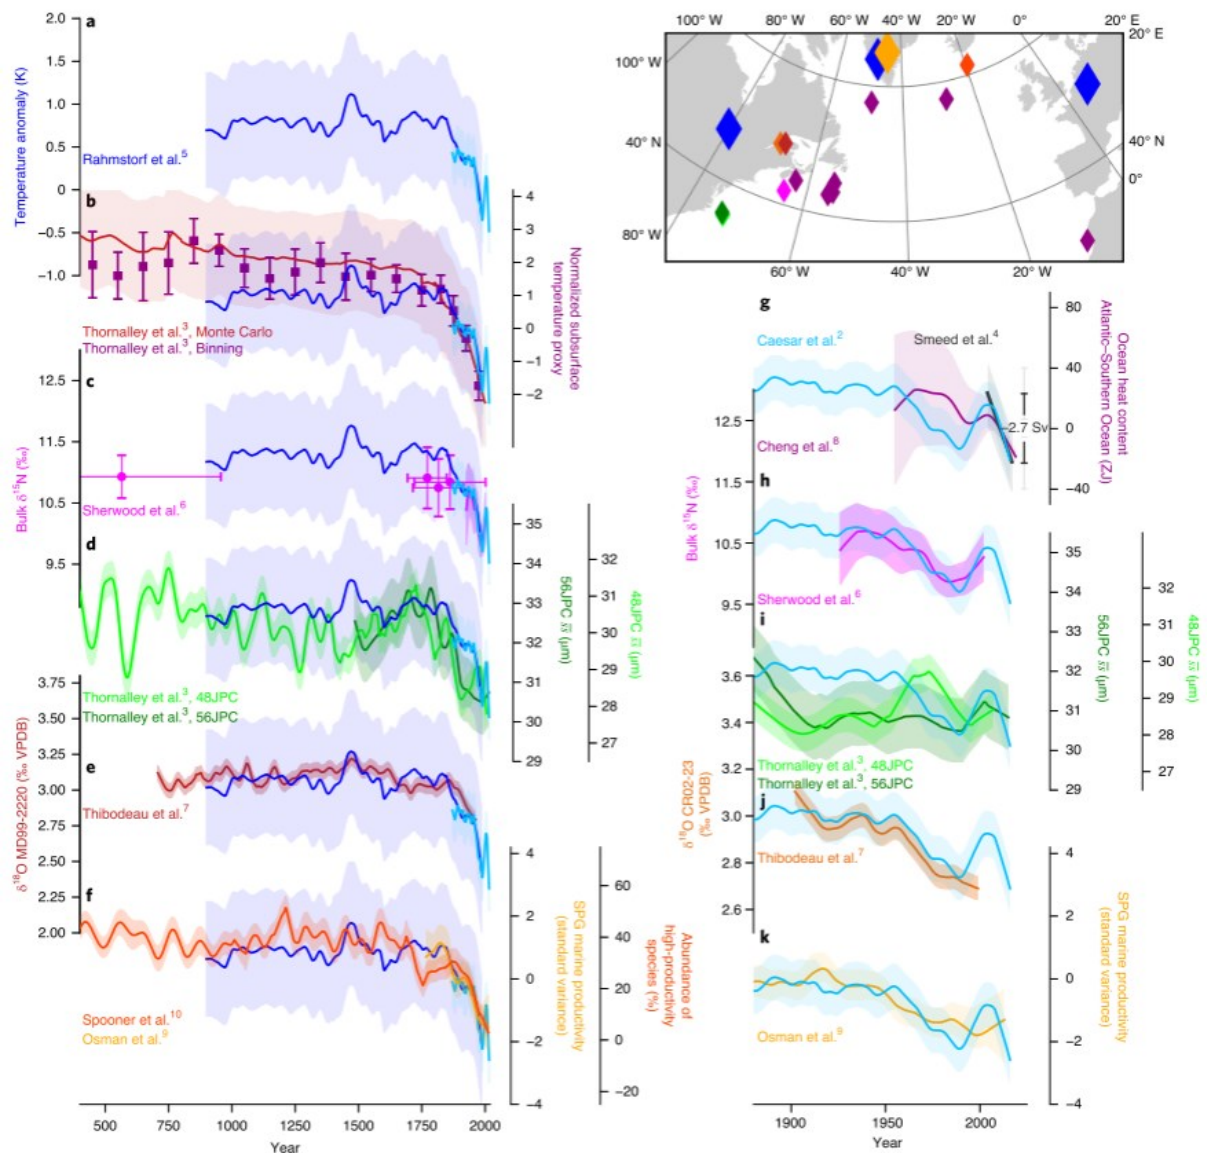 a
2.0
1.5
1.0
0.5
0
−0.5
−1.0
Temperature anomaly (K)
Rahmstorf et al.5
b
4
3
2
1
0
−1
−2
Normalized subsurface
temperature proxy
Thornalley et al.3, Monte Carlo
Thornalley et al.3, Binning
c
12.5
11.5
10.5
9.5
Bulk δ15N (‰)
Sherwood et al.6
d
35
34
33
32
31
30
29
56JPC s̅s̅ (μm)
32
31
30
29
28
27
48JPC s̅s̅ (μm)
Thornalley et al.3, 48JPC
Thornalley et al.3, 56JPC
e
3.75
3.50
3.25
3.00
2.75
2.50
2.25
2.00
δ18O MD99-2220 (‰ VPDB)
Thibodeau et al.7
f
4
2
0
−2
−4
SPG marine productivity
(standard variance)
60
40
20
0
−20
Abundance of
high-productivity
species (%)
Spooner et al.10
Osman et al.9
500 750 1000 1250 1500 1750 2000
Year
100° W 80° W 60° W 40° W 20° W 0° 20° E
100° W
40° N
80° W
20° E
40° N
0°
60° W 40° W 20° W
g
Caesar et al.2
Smeed et al.4
Cheng et al.8
2.7 Sv
80
40
0
−40
Ocean heat content
Atlantic–Southern Ocean (ZJ)
12.5
11.5
10.5
9.5
Bulk δ15N (‰)
h
Sherwood et al.6
i
35
34
33
32
31
30
29
56JPC s̅s̅ (μm)
32
31
30
29
28
27
48JPC s̅s̅ (μm)
Thornalley et al.3, 48JPC
Thornalley et al.3, 56JPC
j
3.6
3.4
3.2
3.0
2.8
2.6
δ18O CR02-23
(‰ VPDB)
Thibodeau et al.7
k
4
2
0
−2
−4
SPG marine productivity
(standard variance)
Osman et al.9
1900 1950 2000
Year